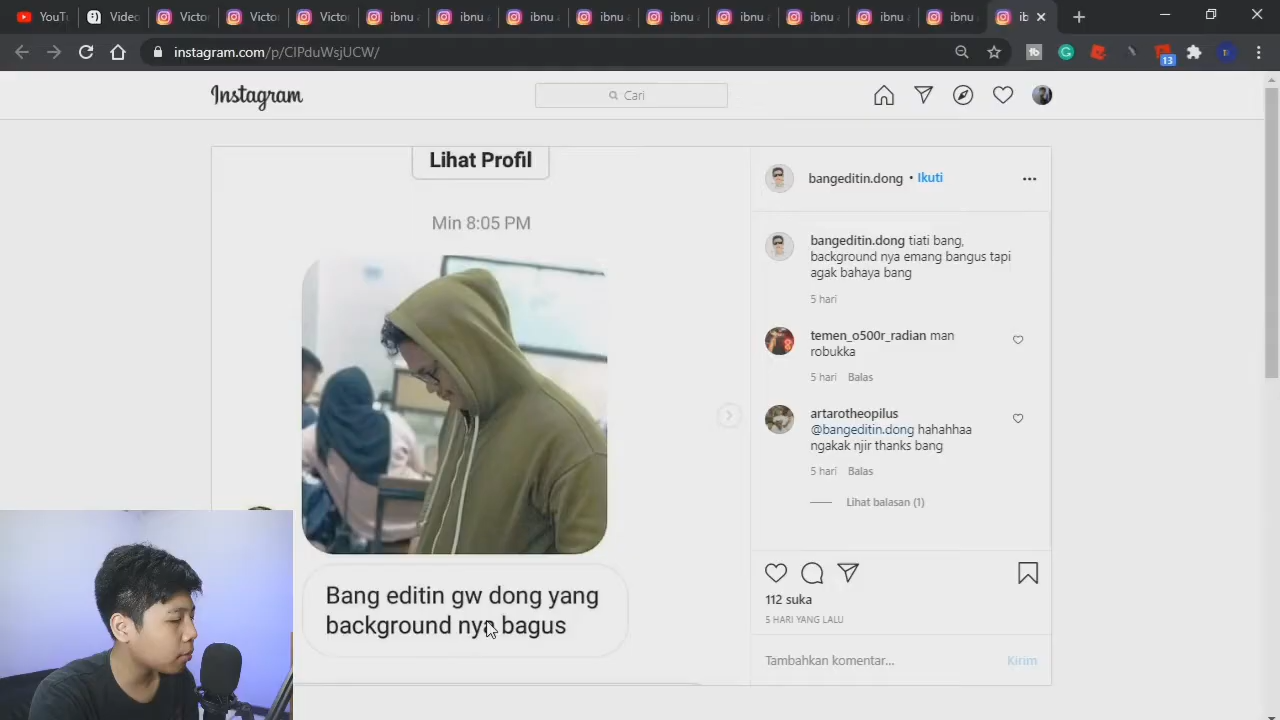 YouT
Video
Victo
Victo
Victo
ibnu
ibnu
ibnu
ibnu
ibnu
ibnu
ibnu
ibnu
ibnu
ib
instagram.com/p/CIPduWsjUCW/
13
Instagram
Cari
Lihat Profil
Min 8:05 PM
Bang editin gw dong yang
background nya bagus
bangeditin.dong • Ikuti
bangeditin.dong tiati bang,
background nya emang bangus tapi
agak bahaya bang
5 hari
temen_o500r_radian man
robukka
5 hari Balas
artarotheopilus
@bangeditin.dong hahahhaa
ngakak njir thanks bang
5 hari Balas
Lihat balasan (1)
112 suka
5 HARI YANG LALU
Tambahkan komentar...
Kirim